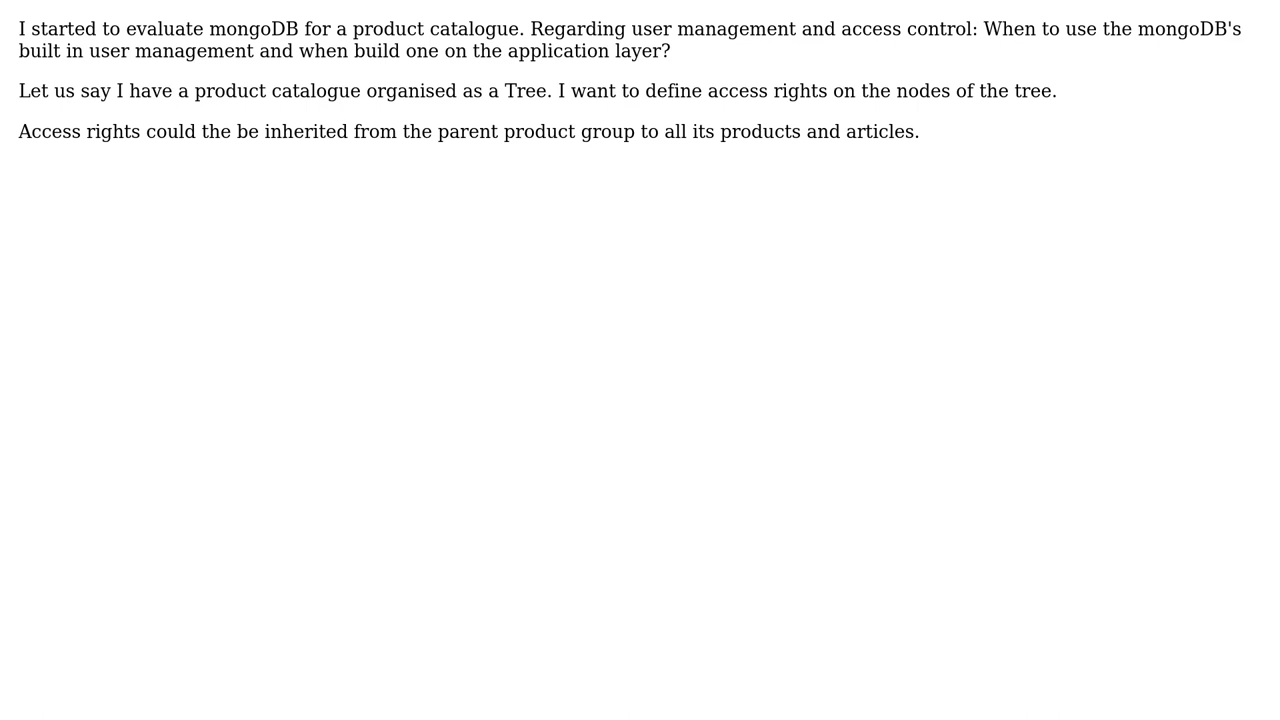 I started to evaluate mongoDB for a product catalogue. Regarding user management and access control: When to use the mongoDB's
built in user management and when build one on the application layer?
Let us say I have a product catalogue organised as a Tree. I want to define access rights on the nodes of the tree.
Access rights could the be inherited from the parent product group to all its products and articles.